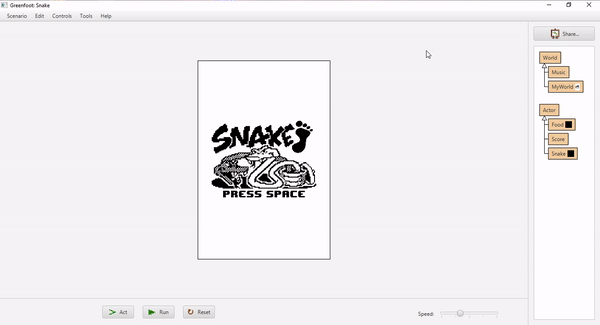 Greenfoot: Snake
Scenario Edit Controls Tools Help
Share...
World
Music
MyWorld
Actor
Food
Score
Snake
SNAKE
PRESS SPACE
Act Run Reset Speed: